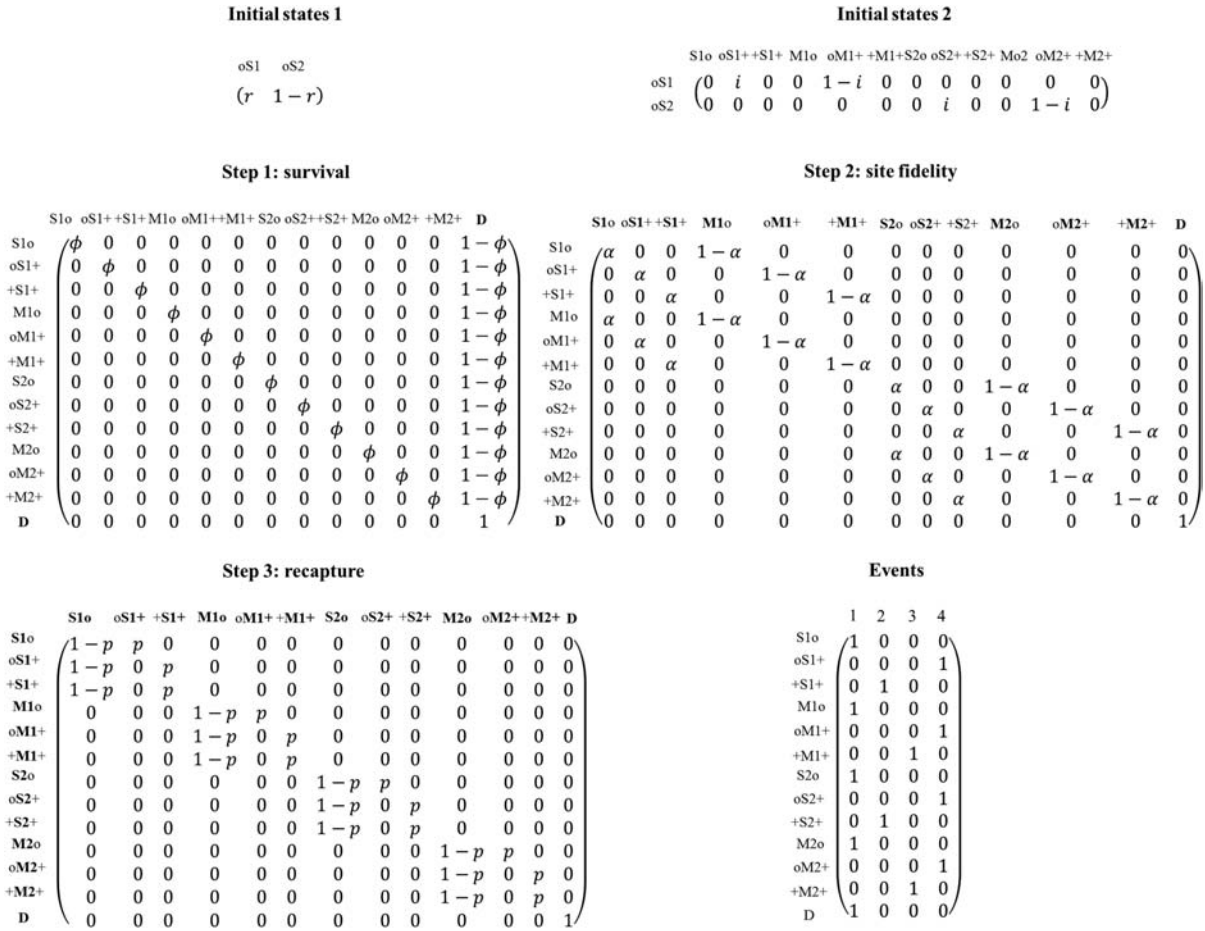 Initial states 1
oS1 oS2
(r 1 − r)
Initial states 2
S1o oS1+ +S1+ M1o oM1+ +M1+ S2o oS2+ +S2+ Mo2 oM2+ +M2+
oS1 0 i 0 0 1 − i 0 0 0 0 0 0 0
oS2 0 0 0 0 0 0 0 i 0 0 1 − i 0
Step 1: survival
S1o oS1+ +S1+ M1o oM1+ +M1+ S2o oS2+ +S2+ M2o oM2+ +M2+ D
S1o ϕ 0 0 0 0 0 0 0 0 0 0 0 1 − ϕ
oS1+ 0 ϕ 0 0 0 0 0 0 0 0 0 0 1 − ϕ
+S1+ 0 0 ϕ 0 0 0 0 0 0 0 0 0 1 − ϕ
M1o 0 0 0 ϕ 0 0 0 0 0 0 0 0 1 − ϕ
oM1+ 0 0 0 0 ϕ 0 0 0 0 0 0 0 1 − ϕ
+M1+ 0 0 0 0 0 ϕ 0 0 0 0 0 0 1 − ϕ
S2o 0 0 0 0 0 0 ϕ 0 0 0 0 0 1 − ϕ
oS2+ 0 0 0 0 0 0 0 ϕ 0 0 0 0 1 − ϕ
+S2+ 0 0 0 0 0 0 0 0 ϕ 0 0 0 1 − ϕ
M2o 0 0 0 0 0 0 0 0 0 ϕ 0 0 1 − ϕ
oM2+ 0 0 0 0 0 0 0 0 0 0 ϕ 0 1 − ϕ
+M2+ 0 0 0 0 0 0 0 0 0 0 0 ϕ 1 − ϕ
D 0 0 0 0 0 0 0 0 0 0 0 0 1
Step 2: site fidelity
S1o oS1+ +S1+ M1o oM1+ +M1+ S2o oS2+ +S2+ M2o oM2+ +M2+ D
S1o α 0 0 1 − α 0 0 0 0 0 0 0 0 0
oS1+ 0 α 0 0 1 − α 0 0 0 0 0 0 0 0
+S1+ 0 0 α 0 0 1 − α 0 0 0 0 0 0 0
M1o α 0 0 1 − α 0 0 0 0 0 0 0 0 0
oM1+ 0 α 0 0 1 − α 0 0 0 0 0 0 0 0
+M1+ 0 0 α 0 0 1 − α 0 0 0 0 0 0 0
S2o 0 0 0 0 0 0 α 0 0 1 − α 0 0 0
oS2+ 0 0 0 0 0 0 0 α 0 0 1 − α 0 0
+S2+ 0 0 0 0 0 0 0 0 α 0 0 1 − α 0
M2o 0 0 0 0 0 0 α 0 0 1 − α 0 0 0
oM2+ 0 0 0 0 0 0 0 α 0 0 1 − α 0 0
+M2+ 0 0 0 0 0 0 0 0 α 0 0 1 − α 0
D 0 0 0 0 0 0 0 0 0 0 0 0 1
Step 3: recapture
S1o oS1+ +S1+ M1o oM1+ +M1+ S2o oS2+ +S2+ M2o oM2+ +M2+ D
S1o 1 − p p 0 0 0 0 0 0 0 0 0 0 0
oS1+ 1 − p 0 p 0 0 0 0 0 0 0 0 0 0
+S1+ 1 − p 0 p 0 0 0 0 0 0 0 0 0 0
M1o 0 0 0 1 − p p 0 0 0 0 0 0 0 0
oM1+ 0 0 0 1 − p 0 p 0 0 0 0 0 0 0
+M1+ 0 0 0 1 − p 0 p 0 0 0 0 0 0 0
S2o 0 0 0 0 0 0 1 − p p 0 0 0 0 0
oS2+ 0 0 0 0 0 0 1 − p 0 p 0 0 0 0
+S2+ 0 0 0 0 0 0 1 − p 0 p 0 0 0 0
M2o 0 0 0 0 0 0 0 0 0 1 − p p 0 0
oM2+ 0 0 0 0 0 0 0 0 0 1 − p 0 p 0
+M2+ 0 0 0 0 0 0 0 0 0 1 − p 0 p 0
D 0 0 0 0 0 0 0 0 0 0 0 0 1
Events
1 2 3 4
S1o 1 0 0 0
oS1+ 0 0 0 1
+S1+ 0 1 0 0
M1o 1 0 0 0
oM1+ 0 0 0 1
+M1+ 0 0 1 0
S2o 1 0 0 0
oS2+ 0 0 0 1
+S2+ 0 1 0 0
M2o 1 0 0 0
oM2+ 0 0 0 1
+M2+ 0 0 1 0
D 1 0 0 0